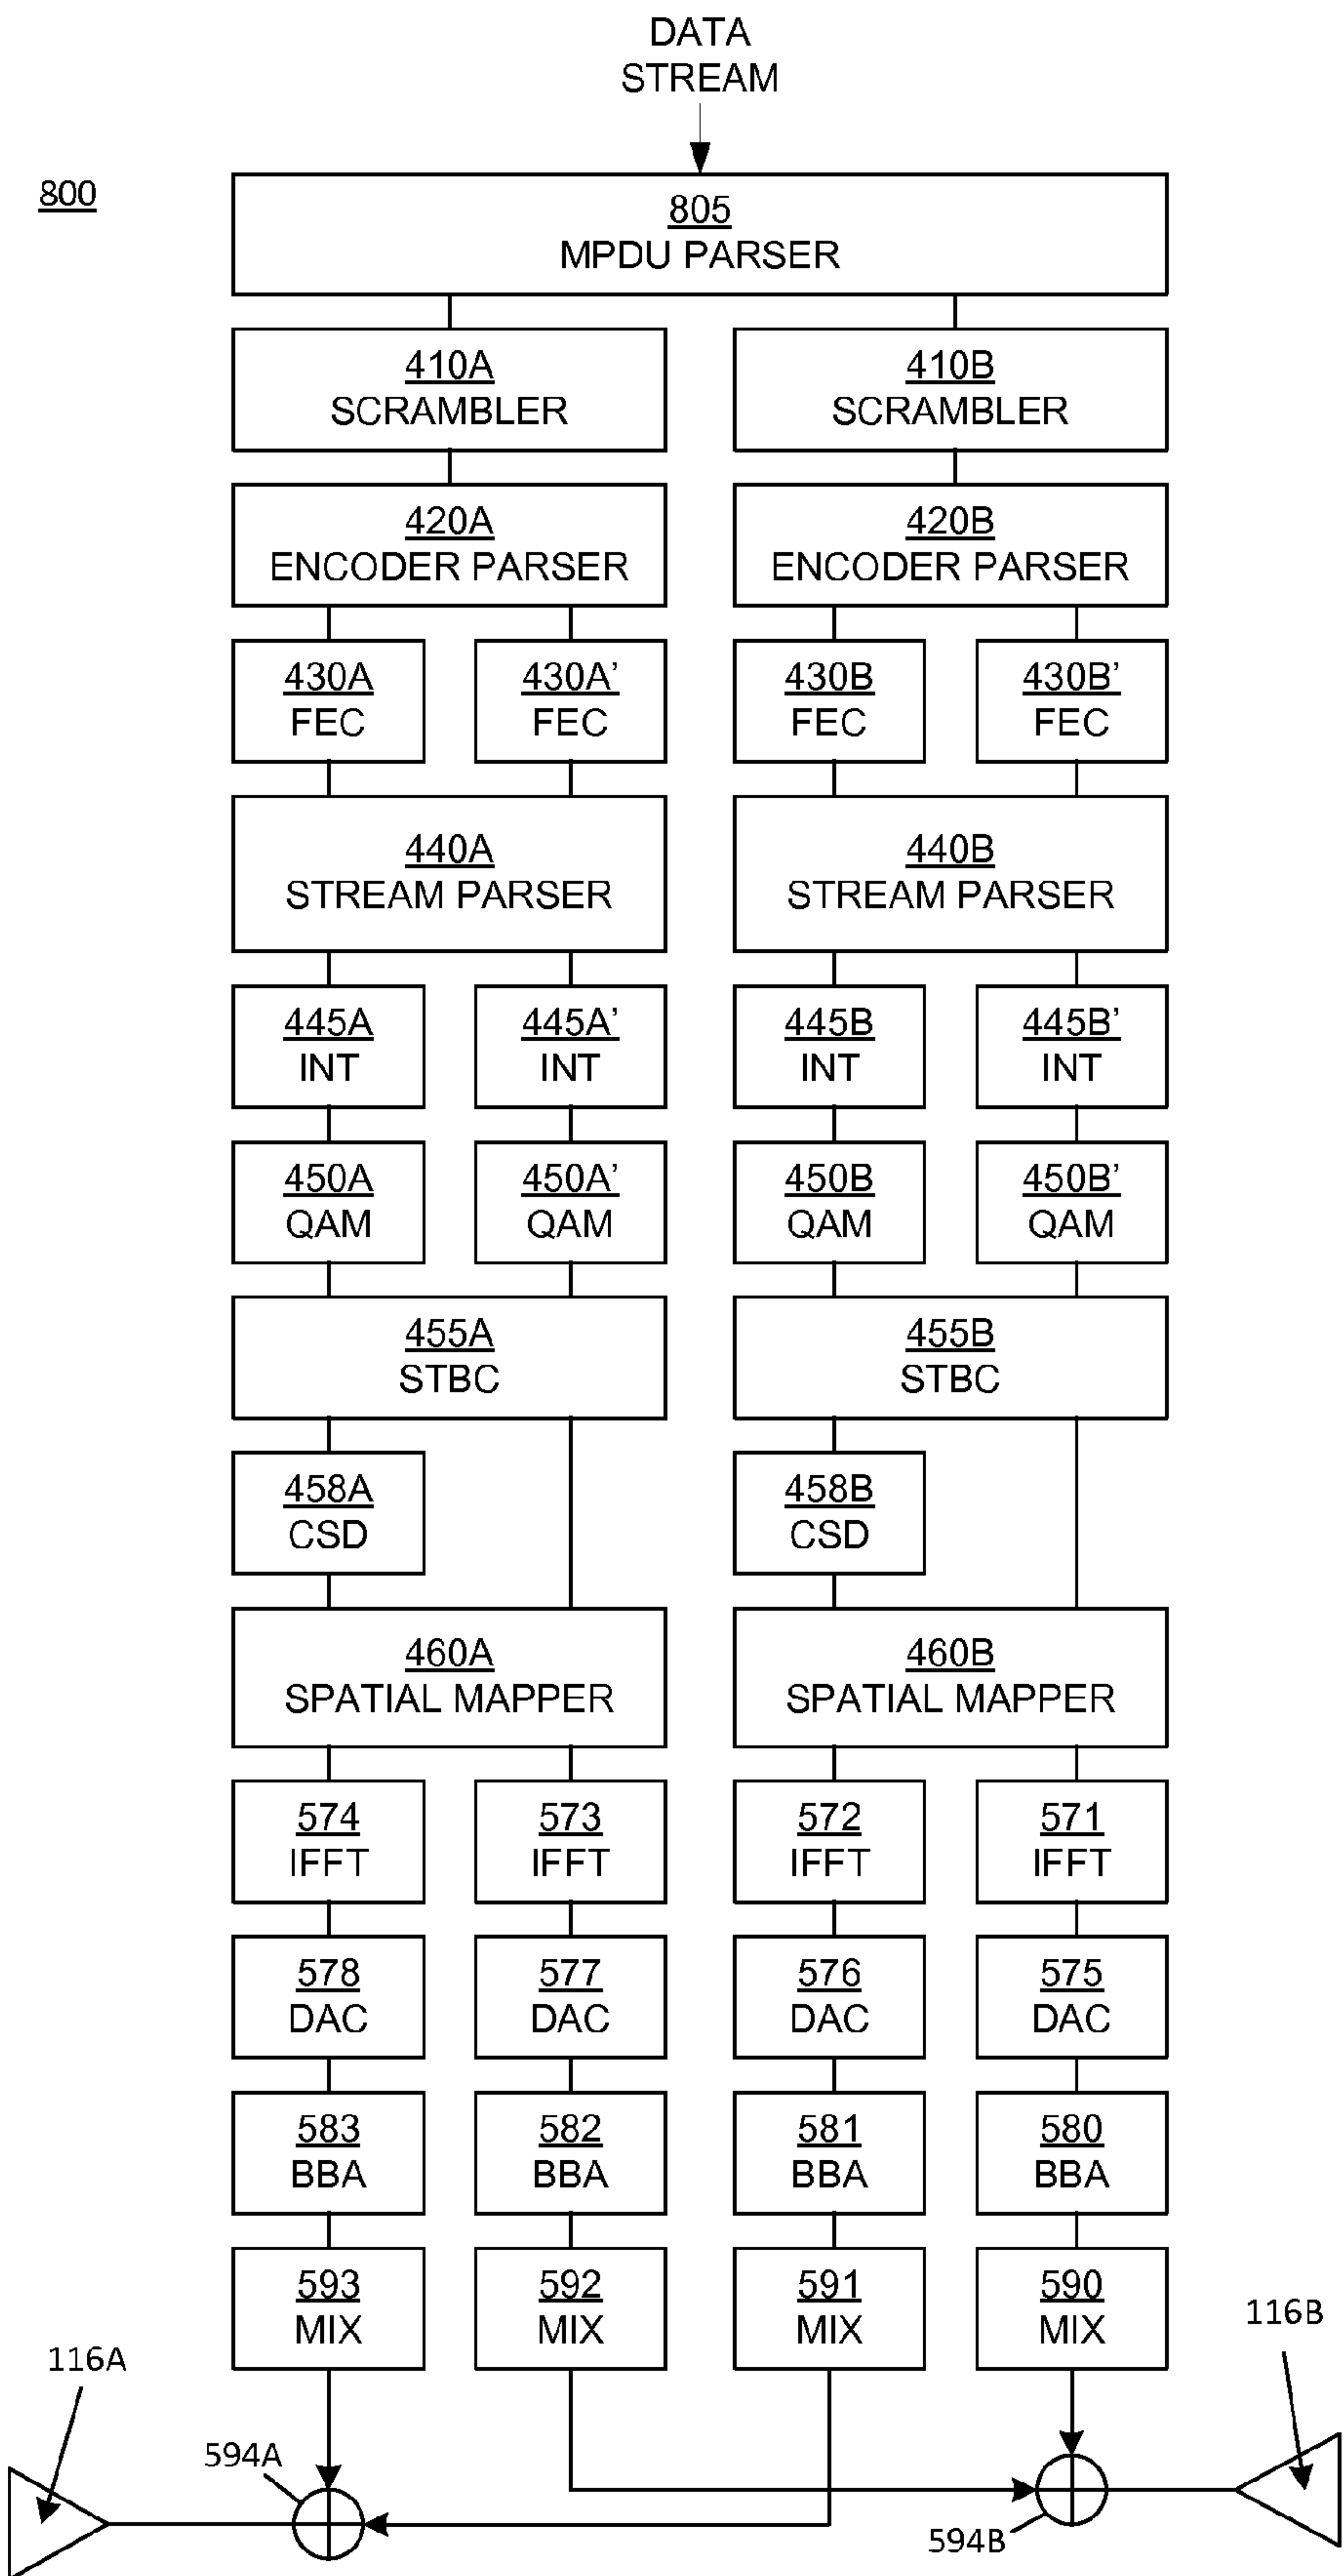 DATA
STREAM
800
805
MPDU PARSER
410A
SCRAMBLER
410B
SCRAMBLER
420A
ENCODER PARSER
420B
ENCODER PARSER
430A
FEC
430A’
FEC
430B
FEC
430B’
FEC
440A
STREAM PARSER
440B
STREAM PARSER
445A
INT
445A’
INT
445B
INT
445B’
INT
450A
QAM
450A’
QAM
450B
QAM
450B’
QAM
455A
STBC
455B
STBC
458A
CSD
458B
CSD
460A
SPATIAL MAPPER
460B
SPATIAL MAPPER
574
IFFT
573
IFFT
572
IFFT
571
IFFT
578
DAC
577
DAC
576
DAC
575
DAC
583
BBA
582
BBA
581
BBA
580
BBA
593
MIX
592
MIX
591
MIX
590
MIX
116A
116B
594A
594B